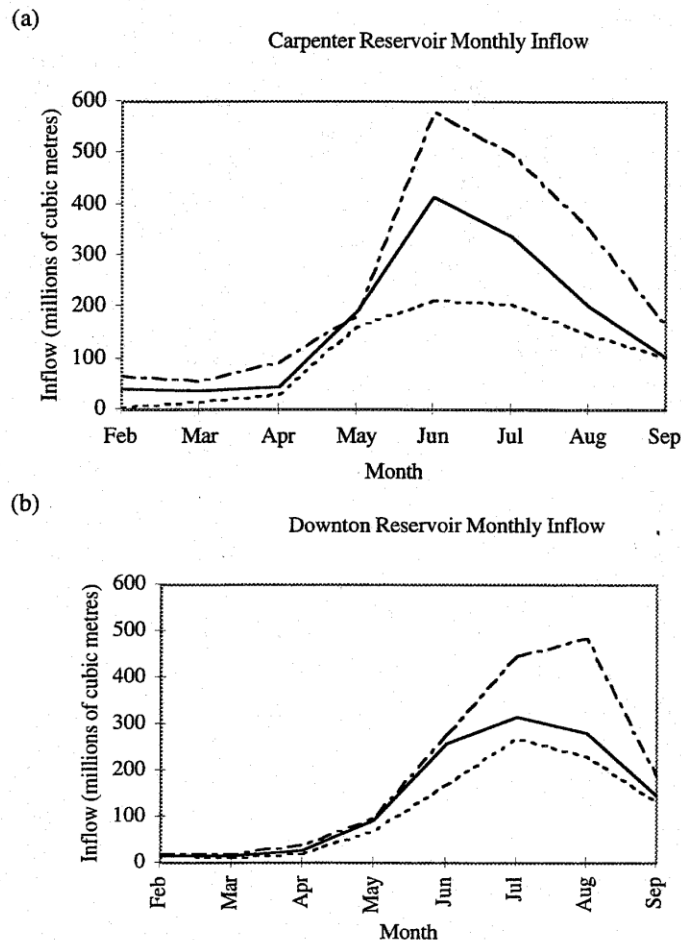 (a)
Carpenter Reservoir Monthly Inflow
Inflow (millions of cubic metres)
600
500
400
300
200
100
0
Feb Mar Apr May Jun Jul Aug Sep
Month
(b)
Downton Reservoir Monthly Inflow
Inflow (millions of cubic metres)
600
500
400
300
200
100
0
Feb Mar Apr May Jun Jul Aug Sep
Month